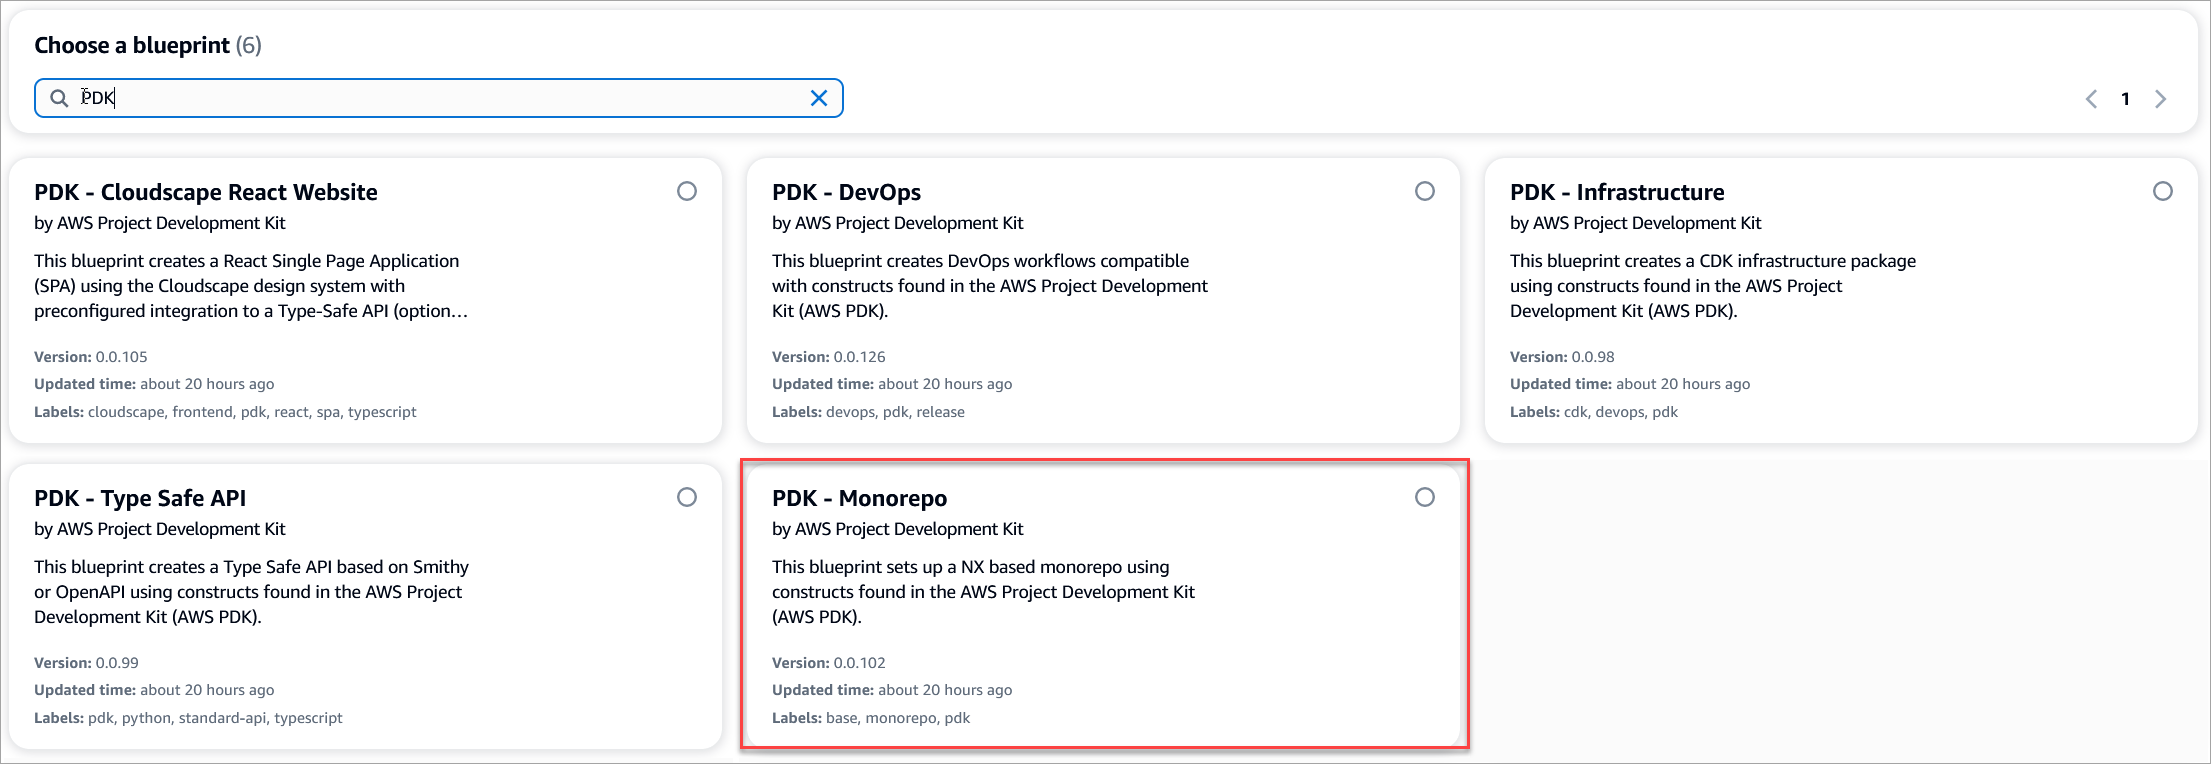 Choose a blueprint (6)
PDK
1
PDK - Cloudscape React Website
by AWS Project Development Kit
This blueprint creates a React Single Page Application
(SPA) using the Cloudscape design system with
preconfigured integration to a Type-Safe API (option…
Version: 0.0.105
Updated time: about 20 hours ago
Labels: cloudscape, frontend, pdk, react, spa, typescript
PDK - DevOps
by AWS Project Development Kit
This blueprint creates DevOps workflows compatible
with constructs found in the AWS Project Development
Kit (AWS PDK).
Version: 0.0.126
Updated time: about 20 hours ago
Labels: devops, pdk, release
PDK - Infrastructure
by AWS Project Development Kit
This blueprint creates a CDK infrastructure package
using constructs found in the AWS Project
Development Kit (AWS PDK).
Version: 0.0.98
Updated time: about 20 hours ago
Labels: cdk, devops, pdk
PDK - Type Safe API
by AWS Project Development Kit
This blueprint creates a Type Safe API based on Smithy
or OpenAPI using constructs found in the AWS Project
Development Kit (AWS PDK).
Version: 0.0.99
Updated time: about 20 hours ago
Labels: pdk, python, standard-api, typescript
PDK - Monorepo
by AWS Project Development Kit
This blueprint sets up a NX based monorepo using
constructs found in the AWS Project Development Kit
(AWS PDK).
Version: 0.0.102
Updated time: about 20 hours ago
Labels: base, monorepo, pdk